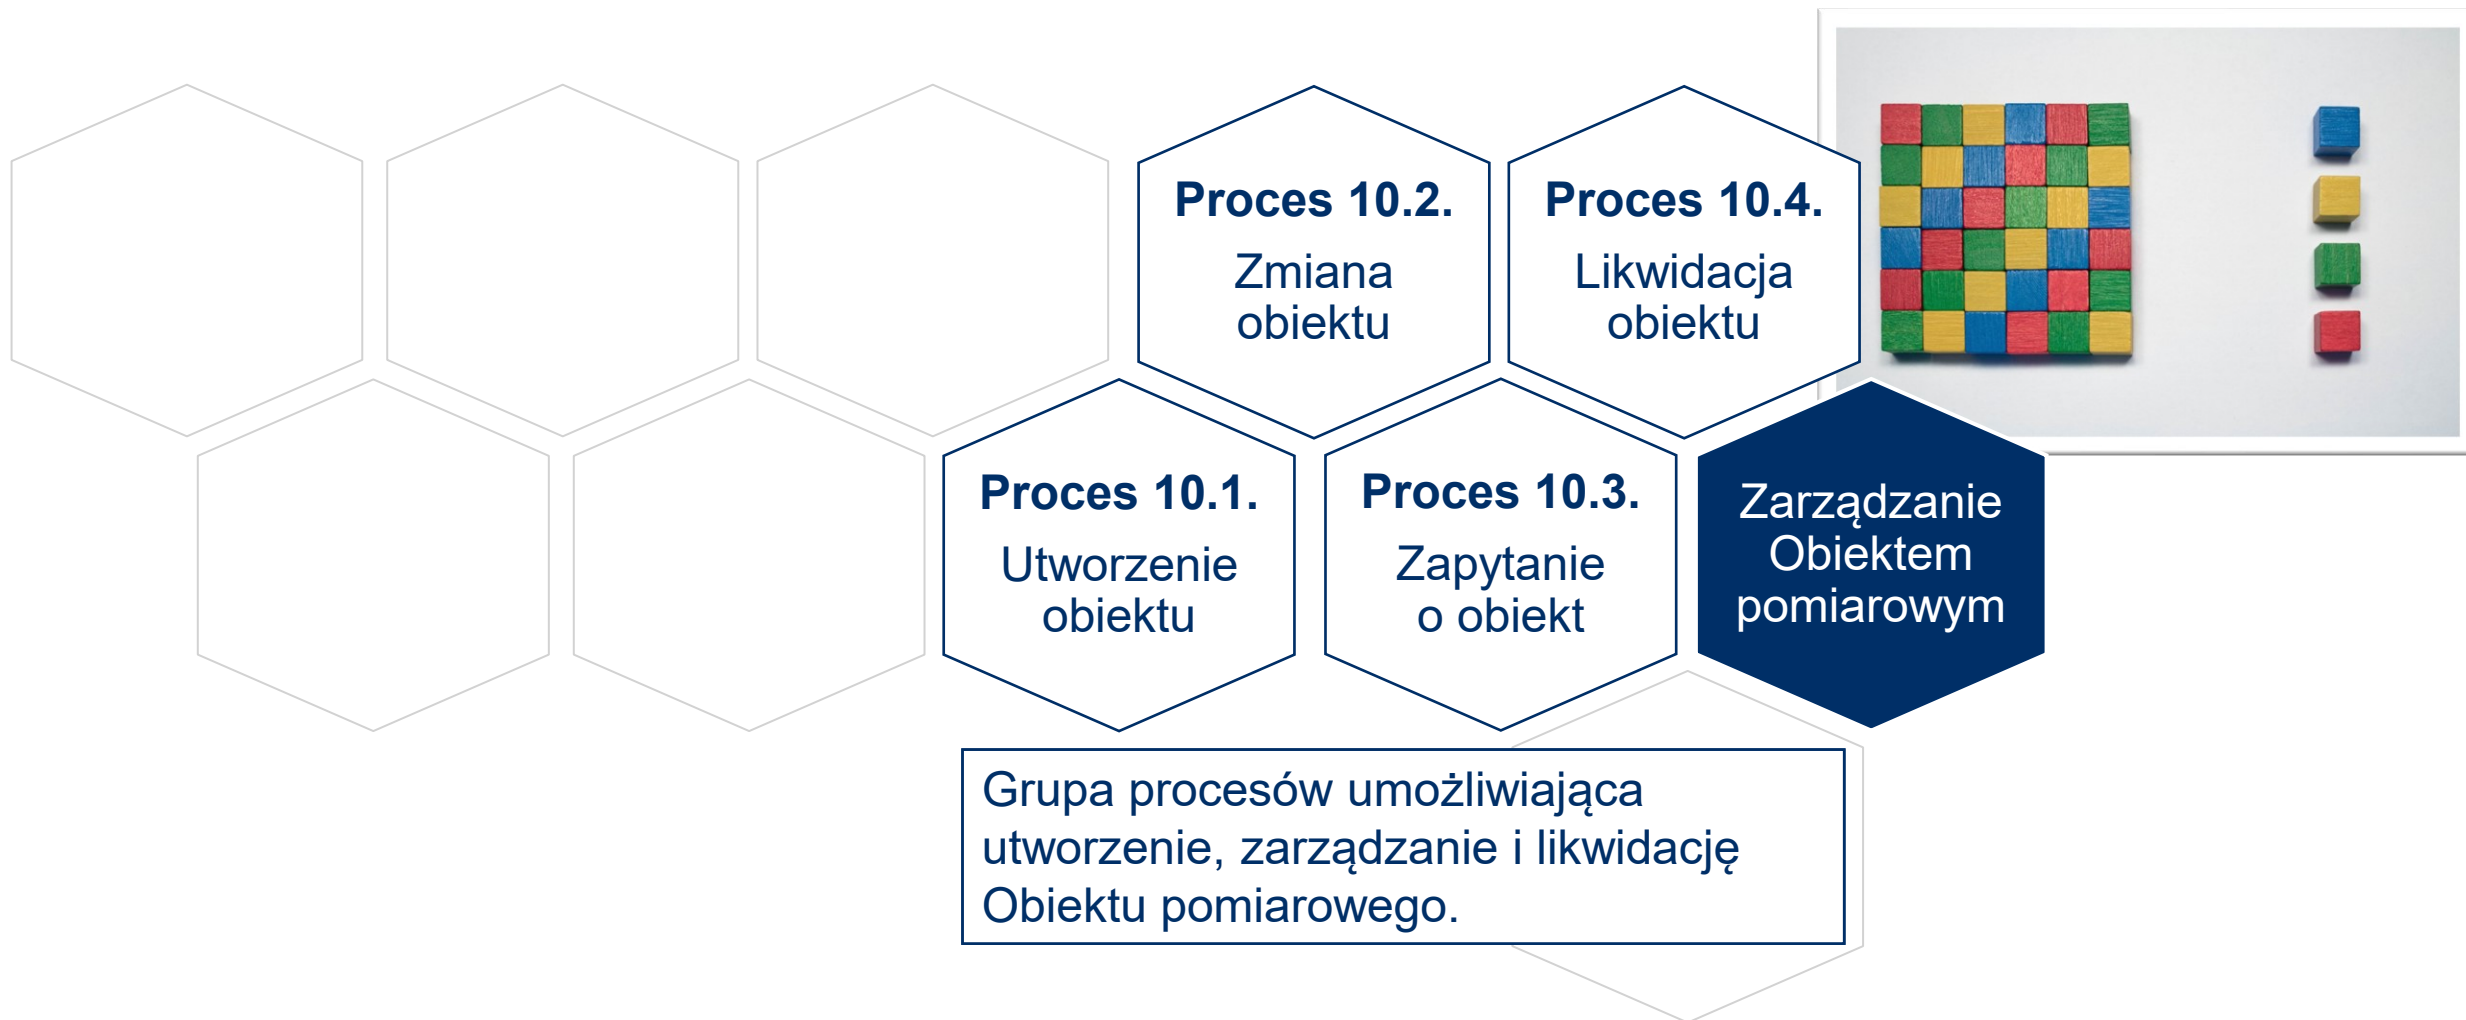 Proces 10.2.
Zmiana
obiektu
Proces 10.4.
Likwidacja
obiektu
Proces 10.1.
Utworzenie
obiektu
Proces 10.3.
Zapytanie
o obiekt
Zarządzanie
Obiektem
pomiarowym
Grupa procesów umożliwiająca
utworzenie, zarządzanie i likwidację
Obiektu pomiarowego.